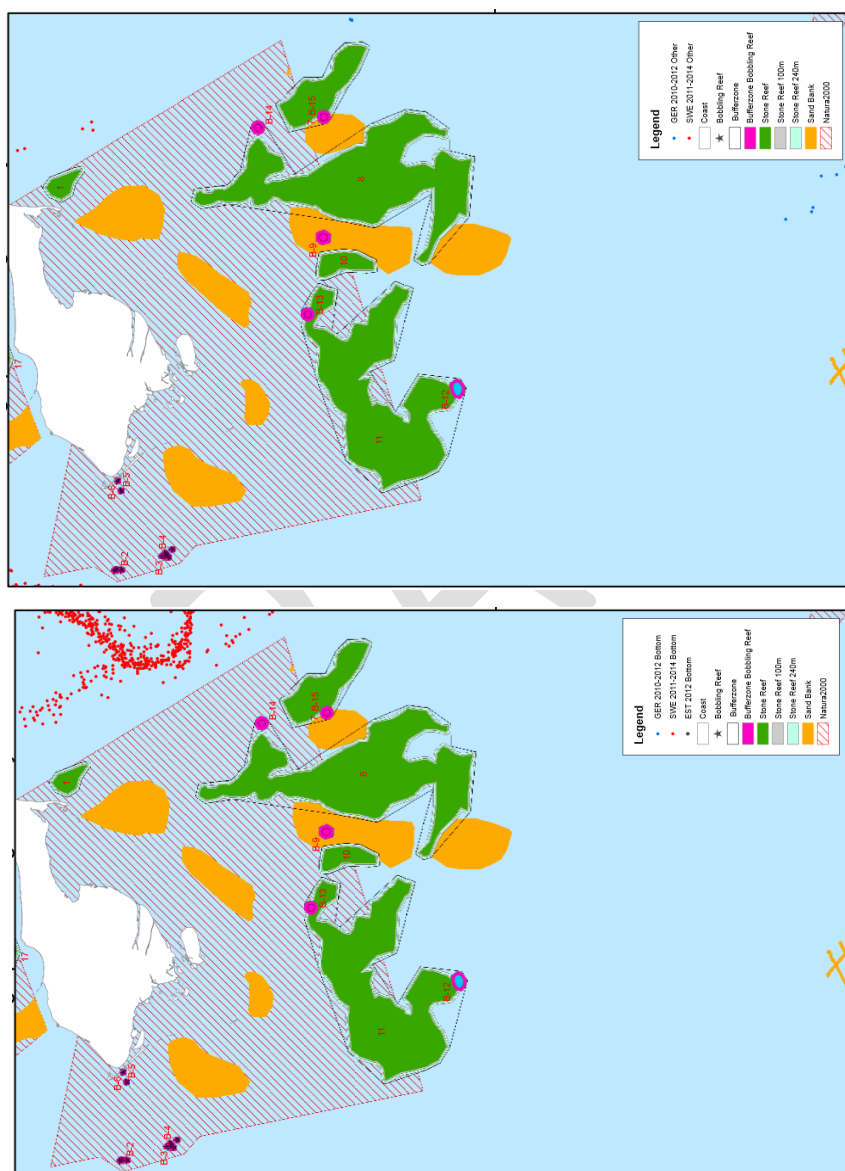 B-2
B-3
B-4
B-6
B-5
17
1
11
B-12
B-13
10
B-9
8
B-14
B-15
Legend
GER 2010-2012 Bottom
SWE 2011-2014 Bottom
EST 2012 Bottom
Coast
Bobbling Reef
Bufferzone
Bufferzone Bobbling Reef
Stone Reef
Stone Reef 100m
Stone Reef 240m
Sand Bank
Natura2000
B-2
B-3
B-4
B-6
B-5
17
1
11
B-12
B-13
10
B-9
8
B-14
B-15
Legend
GER 2010-2012 Other
SWE 2011-2014 Other
Coast
Bobbling Reef
Bufferzone
Bufferzone Bobbling Reef
Stone Reef
Stone Reef 100m
Stone Reef 240m
Sand Bank
Natura2000